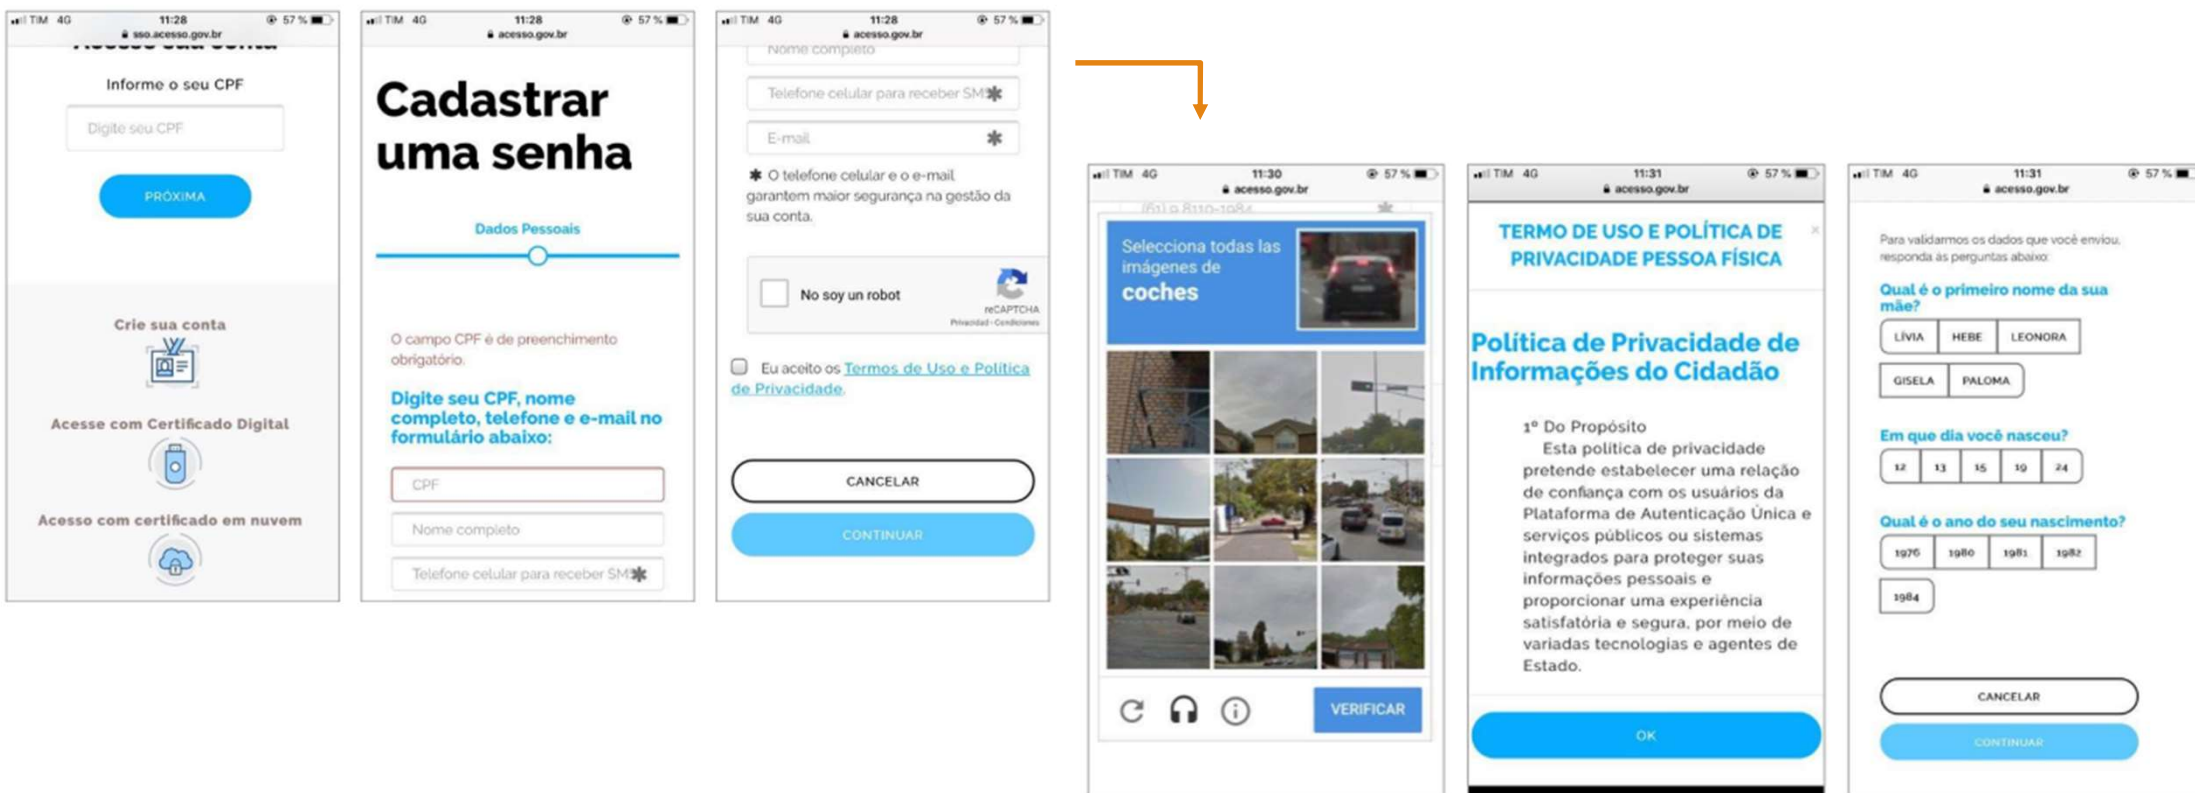 TIM 4G 11:28 57 %
sso.acesso.gov.br
Acesse sua conta
Informe o seu CPF
Digite seu CPF
PRÓXIMA
Crie sua conta
Acesse com Certificado Digital
Acesso com certificado em nuvem
TIM 4G 11:28 57 %
acesso.gov.br
Cadastrar
uma senha
Dados Pessoais
O campo CPF é de preenchimento
obrigatório.
Digite seu CPF, nome
completo, telefone e e-mail no
formulário abaixo:
CPF
Nome completo
Telefone celular para receber SMS✱
TIM 4G 11:28 57 %
acesso.gov.br
Nome completo
Telefone celular para receber SMS✱
E-mail ✱
✱ O telefone celular e o e-mail
garantem maior segurança na gestão da
sua conta.
No soy un robot
reCAPTCHA
Privacidad - Condiciones
Eu aceito os Termos de Uso e Política
de Privacidade.
CANCELAR
CONTINUAR
TIM 4G 11:30 57 %
acesso.gov.br
(61) 9 8110-1984 ✱
Selecciona todas las
imágenes de
coches
VERIFICAR
TIM 4G 11:31 57 %
acesso.gov.br
TERMO DE USO E POLÍTICA DE ×
PRIVACIDADE PESSOA FÍSICA
Política de Privacidade de
Informações do Cidadão
1º Do Propósito
Esta política de privacidade
pretende estabelecer uma relação
de confiança com os usuários da
Plataforma de Autenticação Única e
serviços públicos ou sistemas
integrados para proteger suas
informações pessoais e
proporcionar uma experiência
satisfatória e segura, por meio de
variadas tecnologias e agentes de
Estado.
OK
TIM 4G 11:31 57 %
acesso.gov.br
Para validarmos os dados que você enviou,
responda às perguntas abaixo:
Qual é o primeiro nome da sua
mãe?
LÍVIA HEBE LEONORA
GISELA PALOMA
Em que dia você nasceu?
12 13 15 19 24
Qual é o ano do seu nascimento?
1976 1980 1981 1982
1984
CANCELAR
CONTINUAR